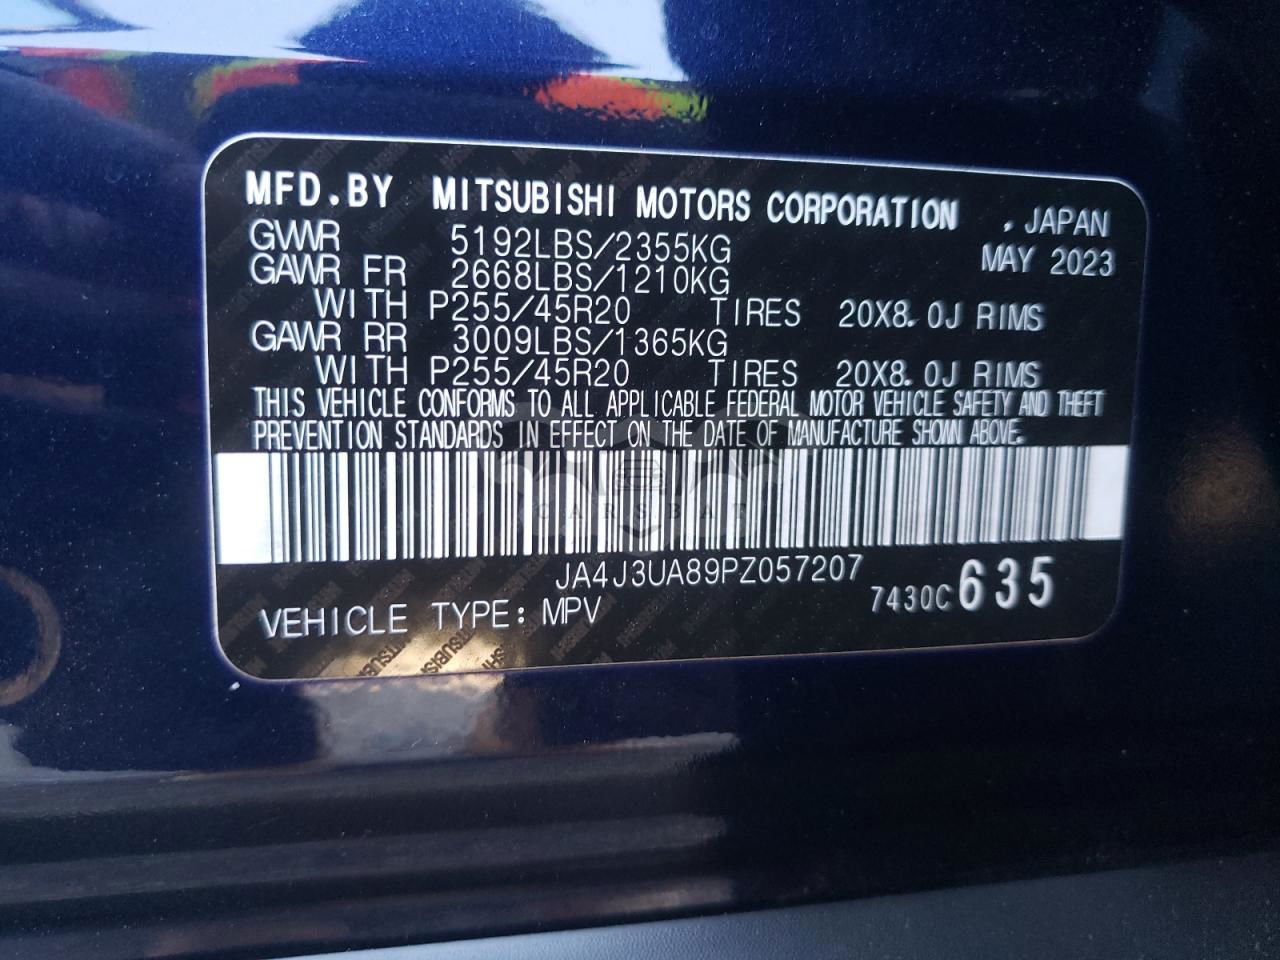 MFD.BY MITSUBISHI MOTORS CORPORATION , JAPAN
GVWR 5192LBS/2355KG MAY 2023
GAWR FR 2668LBS/1210KG
WITH P255/45R20 TIRES 20X8.0J RIMS
GAWR RR 3009LBS/1365KG
WITH P255/45R20 TIRES 20X8.0J RIMS
THIS VEHICLE CONFORMS TO ALL APPLICABLE FEDERAL MOTOR VEHICLE SAFETY AND THEFT
PREVENTION STANDARDS IN EFFECT ON THE DATE OF MANUFACTURE SHOWN ABOVE.
CARSBAR
JA4J3UA89PZ057207
VEHICLE TYPE: MPV 7430C 635